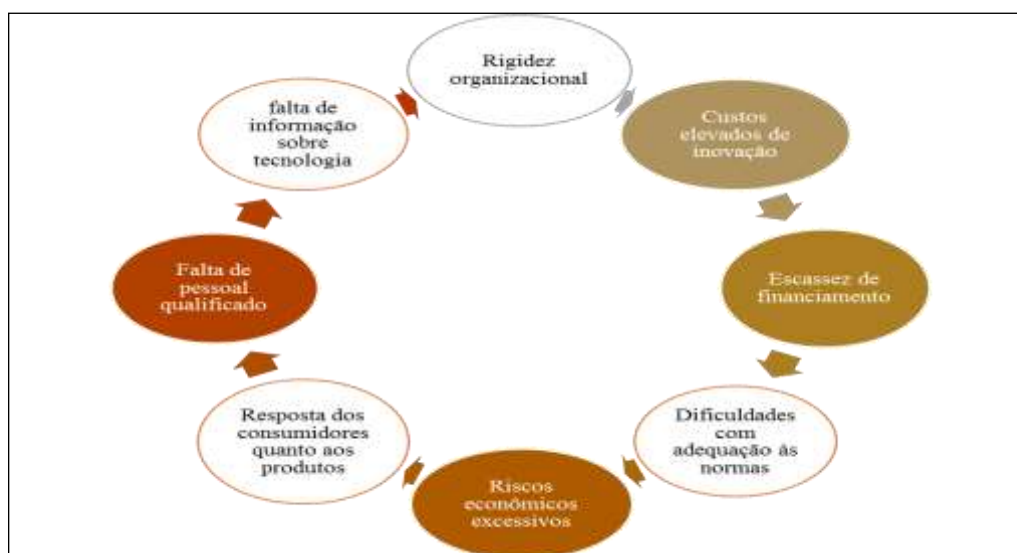 Rigidez
organizacional
Custos
elevados de
inovação
Escassez de
financiamento
Dificuldades
com
adequação às
normas
Riscos
econômicos
excessivos
Resposta dos
consumidores
quanto aos
produtos
Falta de
pessoal
qualificado
falta de
informação
sobre
tecnologia